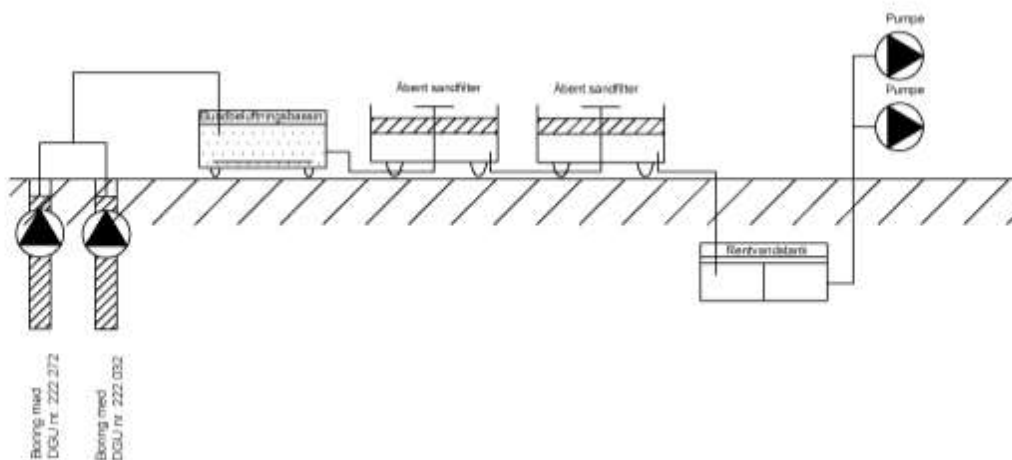 Pumpe
Pumpe
Åbent sandfilter
Åbent sandfilter
Bundbeluftningsbassin
Rentvandstank
Boring med
DGU nr. 222.272
Boring med
DGU nr. 222.032